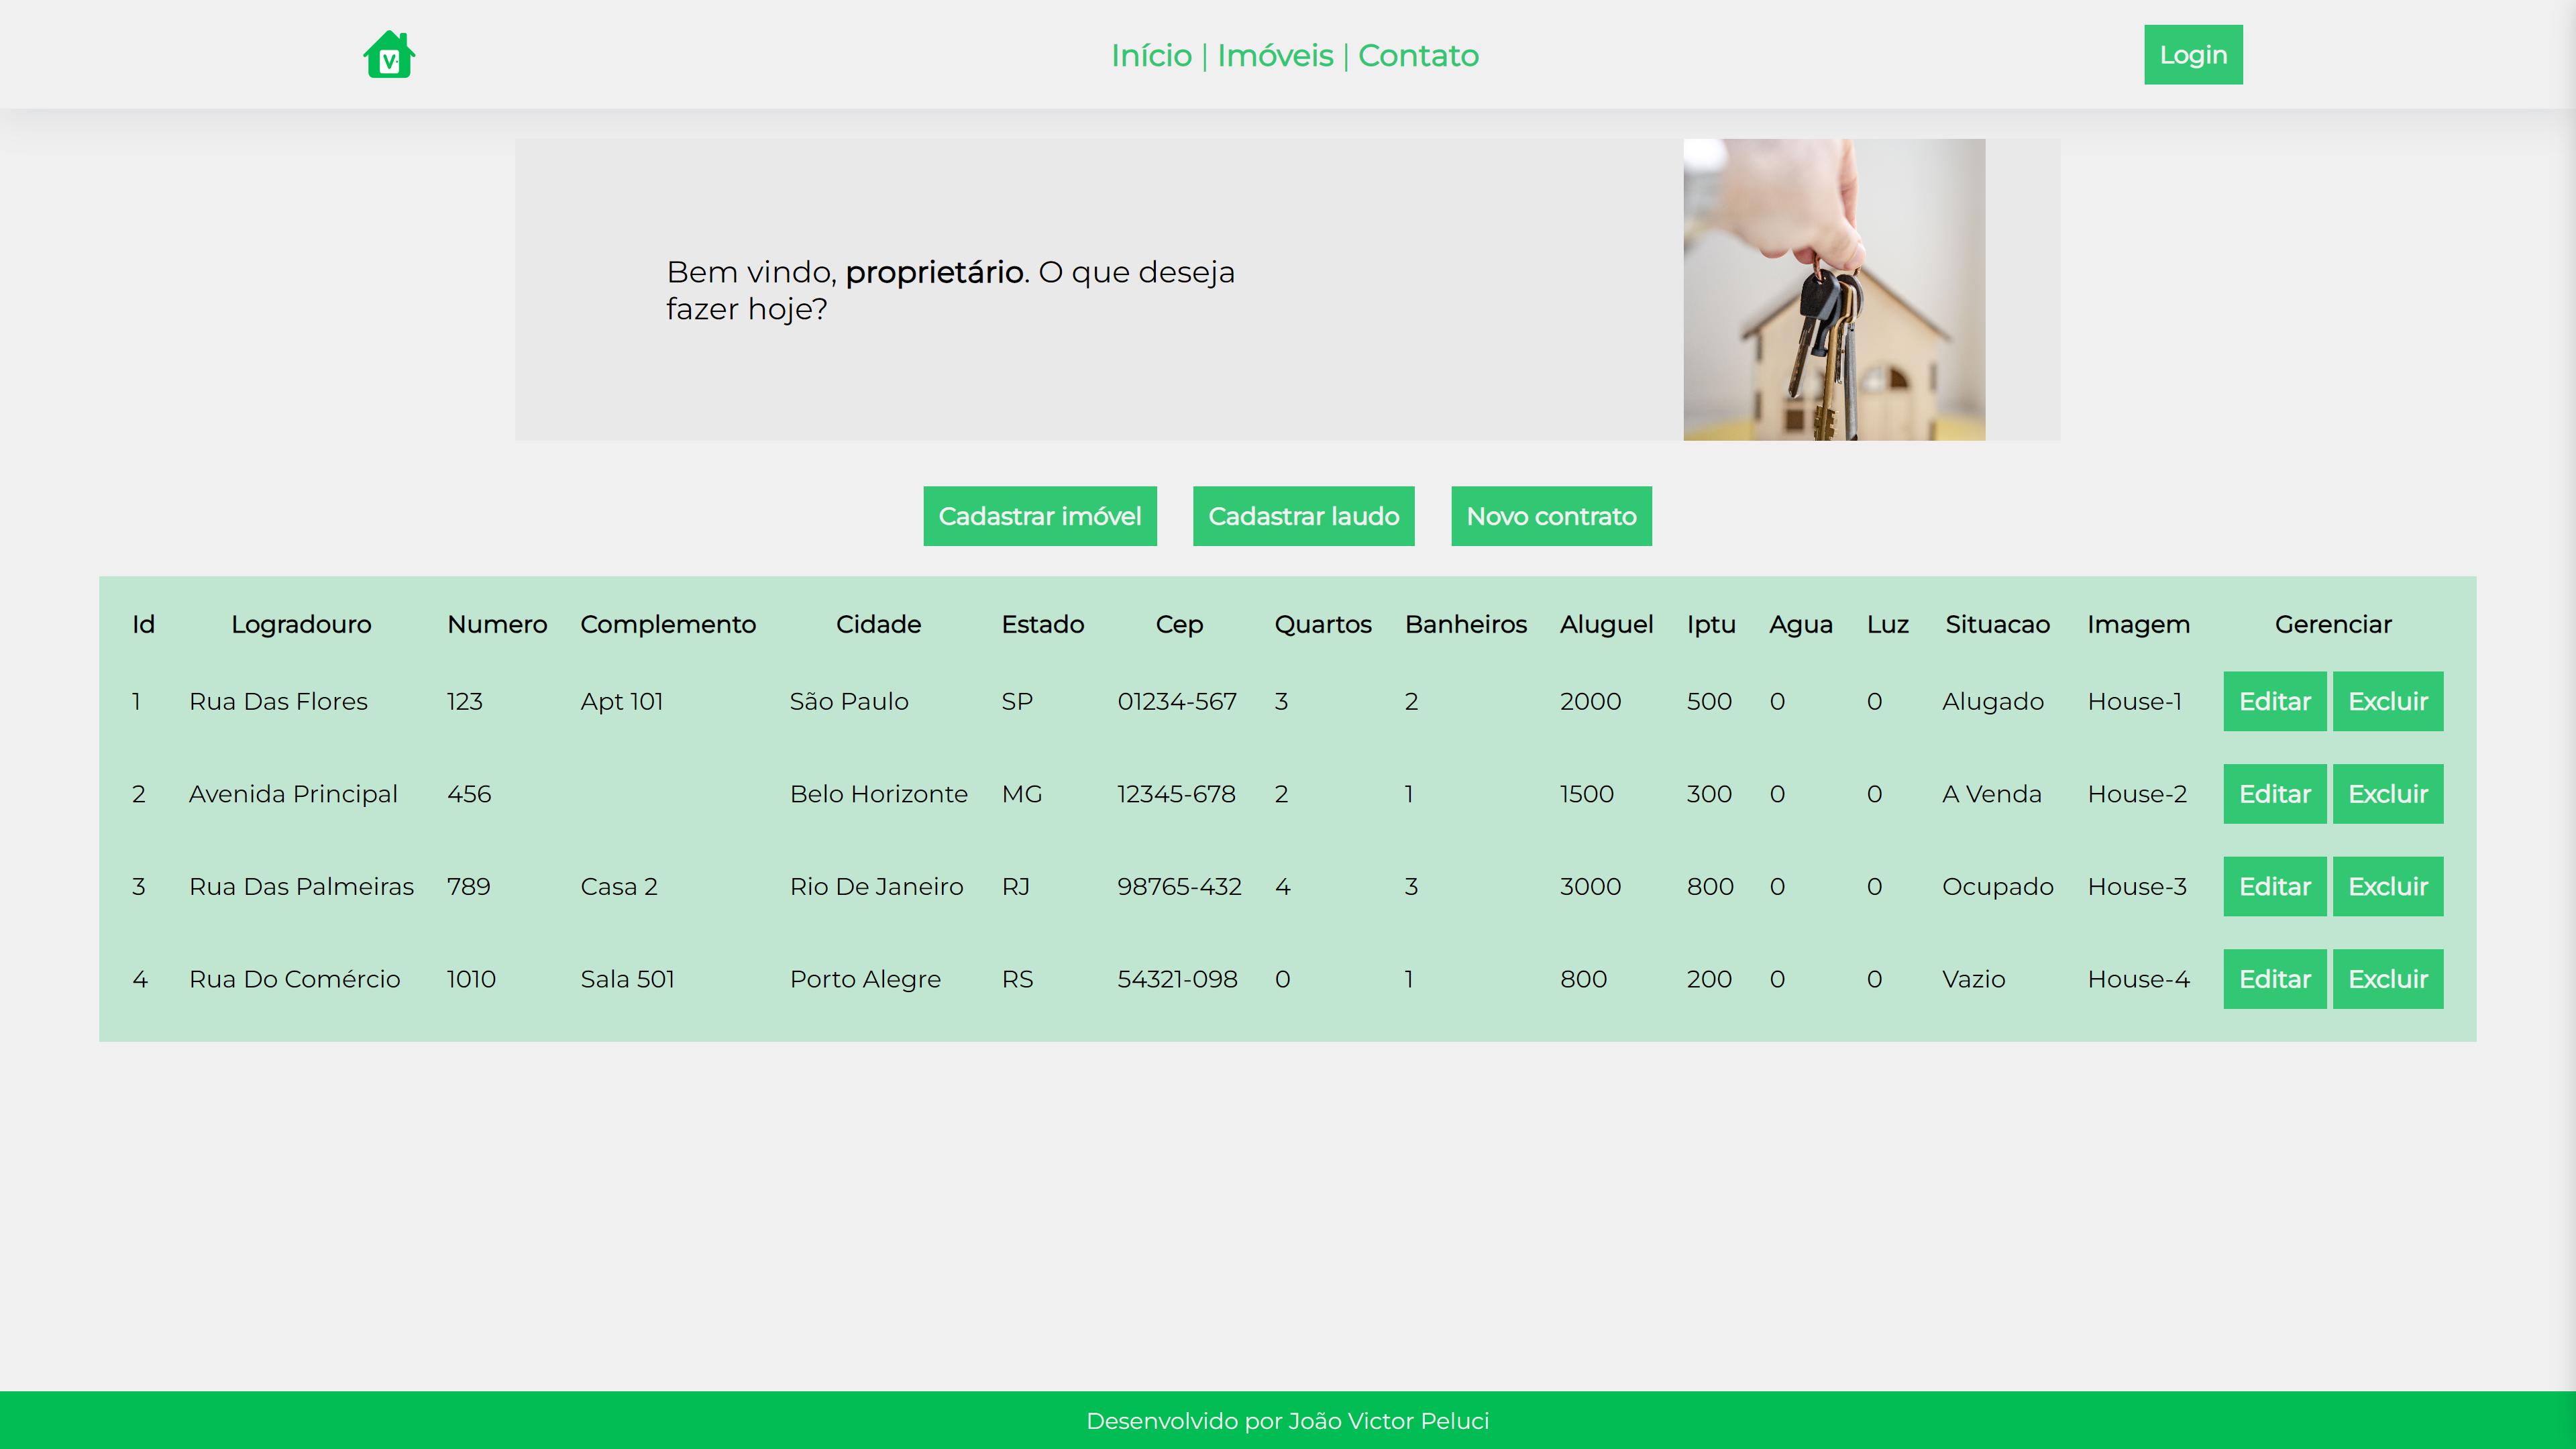 V
Início | Imóveis | Contato
Login
Bem vindo, proprietário. O que deseja
fazer hoje?
Cadastrar imóvel
Cadastrar laudo
Novo contrato
Id Logradouro Numero Complemento Cidade Estado Cep Quartos Banheiros Aluguel Iptu Agua Luz Situacao Imagem Gerenciar
1 Rua Das Flores 123 Apt 101 São Paulo SP 01234-567 3 2 2000 500 0 0 Alugado House-1 Editar Excluir
2 Avenida Principal 456 Belo Horizonte MG 12345-678 2 1 1500 300 0 0 A Venda House-2 Editar Excluir
3 Rua Das Palmeiras 789 Casa 2 Rio De Janeiro RJ 98765-432 4 3 3000 800 0 0 Ocupado House-3 Editar Excluir
4 Rua Do Comércio 1010 Sala 501 Porto Alegre RS 54321-098 0 1 800 200 0 0 Vazio House-4 Editar Excluir
Desenvolvido por João Victor Peluci